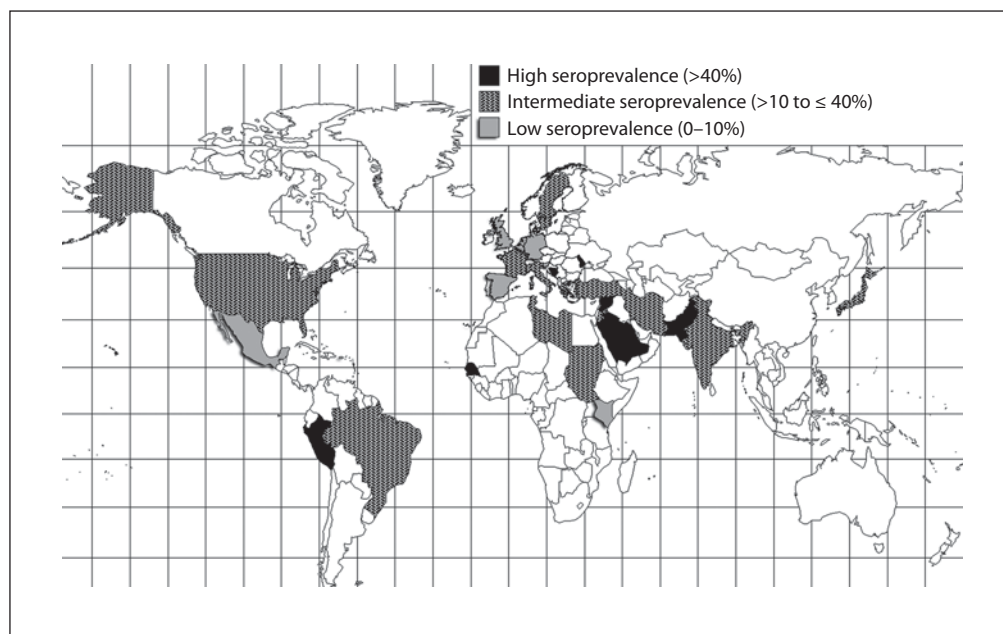 High seroprevalence (>40%)
Intermediate seroprevalence (>10 to ≤ 40%)
Low seroprevalence (0–10%)